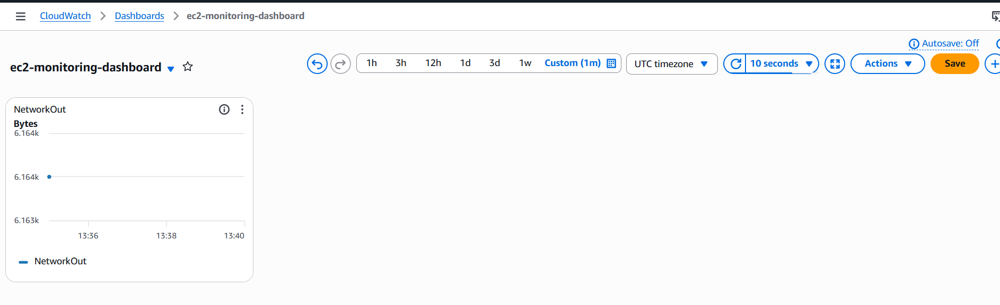 CloudWatch > Dashboards > ec2-monitoring-dashboard
Autosave: Off
ec2-monitoring-dashboard
1h 3h 12h 1d 3d 1w Custom (1m) UTC timezone 10 seconds Actions Save
NetworkOut
Bytes
6.164k
6.164k
6.163k
13:36 13:38 13:40
NetworkOut